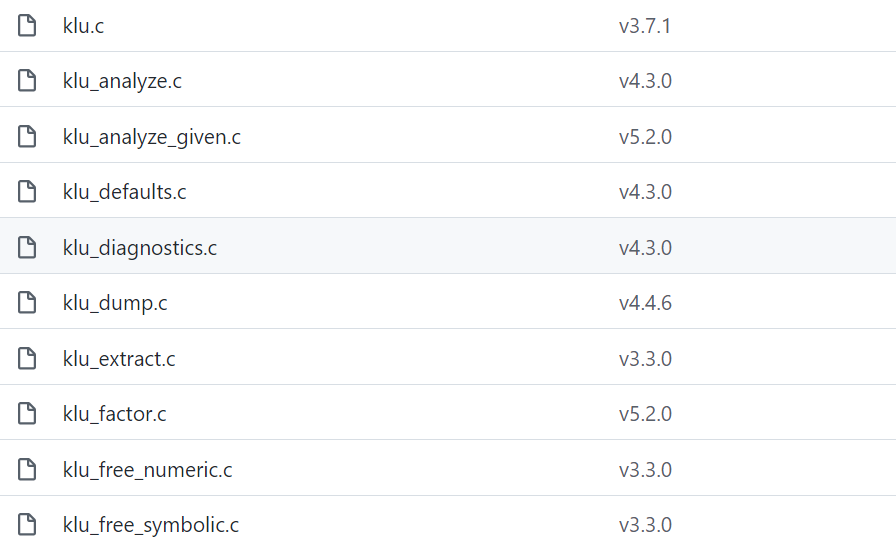 klu.c v3.7.1
klu_analyze.c v4.3.0
klu_analyze_given.c v5.2.0
klu_defaults.c v4.3.0
klu_diagnostics.c v4.3.0
klu_dump.c v4.4.6
klu_extract.c v3.3.0
klu_factor.c v5.2.0
klu_free_numeric.c v3.3.0
klu_free_symbolic.c v3.3.0